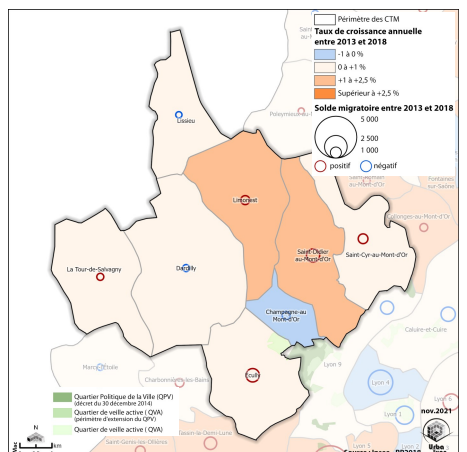 Périmètre des CTM
Taux de croissance annuelle
entre 2013 et 2018
-1 à 0 %
0 à +1 %
+1 à +2,5 %
Supérieur à +2,5 %
Solde migratoire entre 2013 et 2018
5 000
2 500
1 000
positif
négatif
Lissieu
Limonest
Saint-Didier
au-Mont-d'Or
Saint-Cyr-au-Mont-d'Or
La Tour-de-Salvagny
Dardilly
Champagne-au
Mont-d'Or
Écully
Caluire-et-Cuire
Lyon 9
Lyon 4
Lyon 6
Lyon 1
Lyon 5
Charbonnières-les-Bains
Saint-Genis-les-Ollières
Quartier Politique de la Ville (QPV)
(décret du 30 décembre 2014)
Quartier de veille active ( QVA)
(périmètre d'extension du QPV)
Quartier de veille active ( QVA)
nov.2021
N
km
Urba